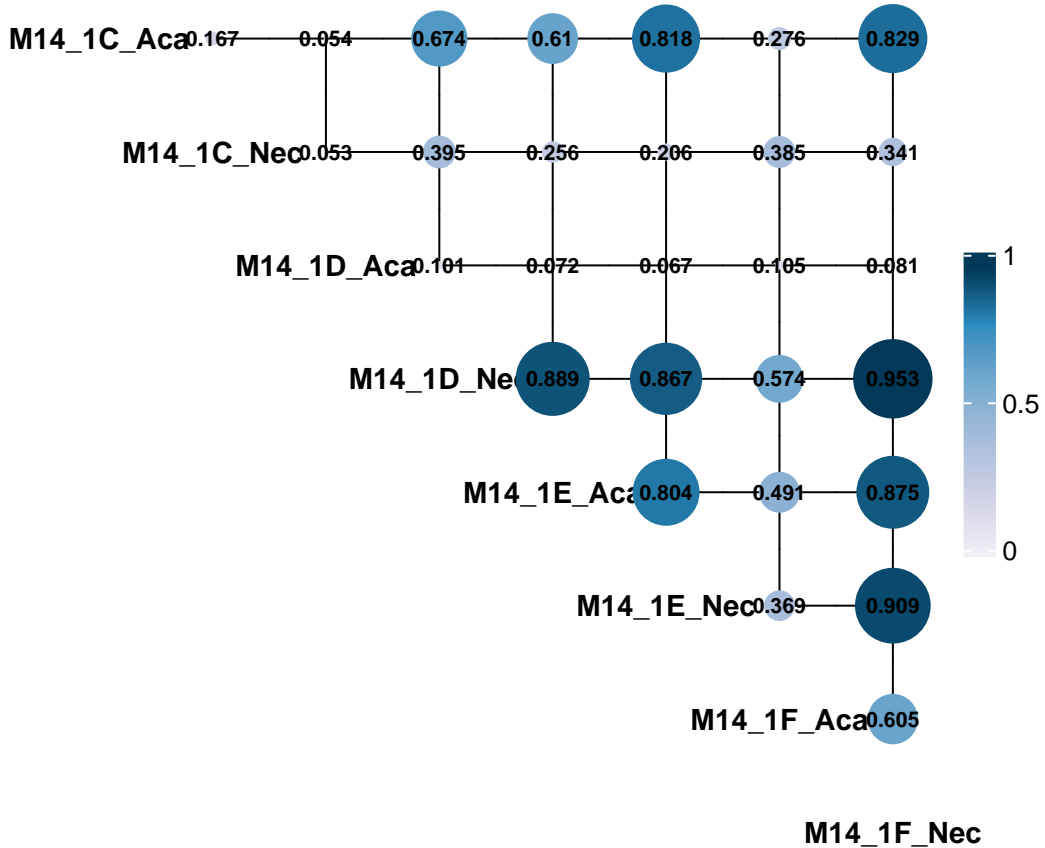 M14_1C_Aca 0.167 0.054 0.674 0.61 0.818 0.276 0.829
M14_1C_Nec 0.053 0.395 0.256 0.206 0.385 0.341
M14_1D_Aca 0.101 0.072 0.067 0.105 0.081
1
M14_1D_Nec 0.889 0.867 0.574 0.953
0.5
M14_1E_Aca 0.804 0.491 0.875
0
M14_1E_Nec 0.369 0.909
M14_1F_Aca 0.605
M14_1F_Nec